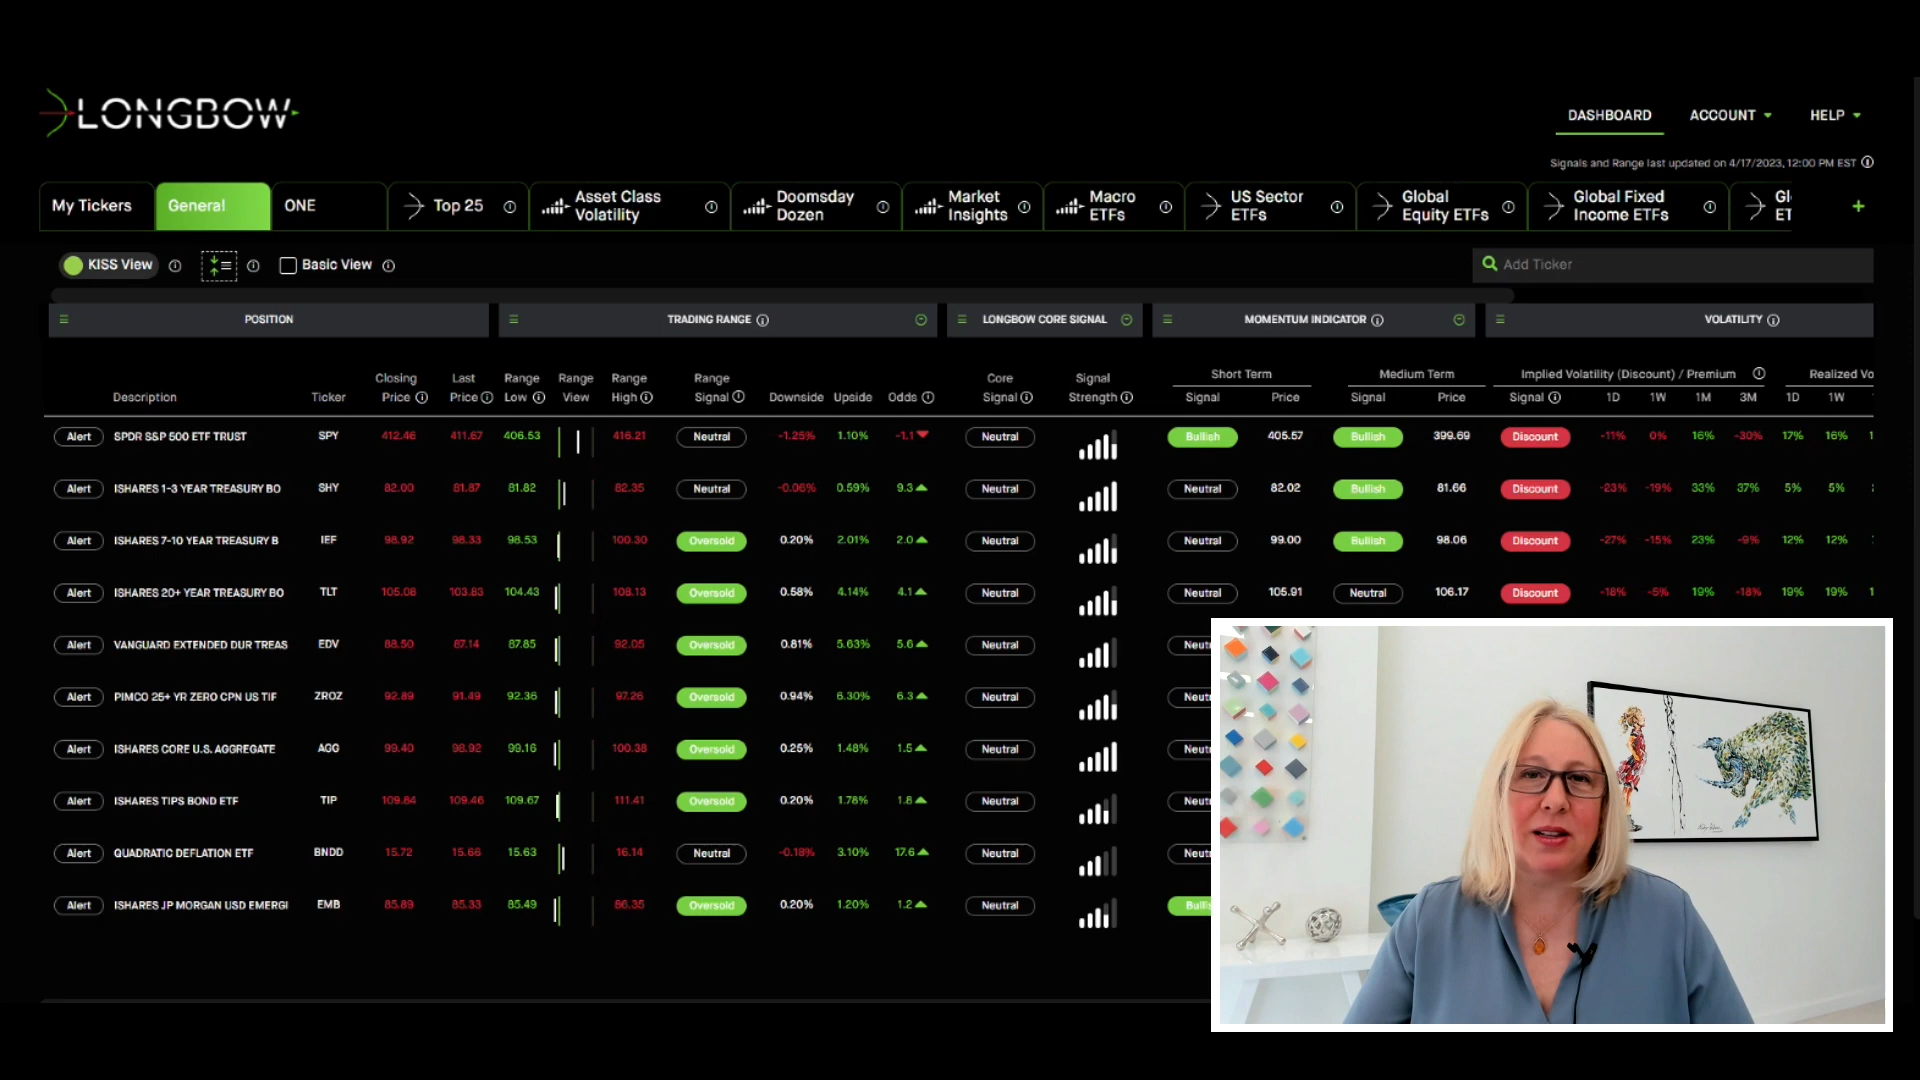 LONGBOW
DASHBOARD ACCOUNT HELP
Signals and Range last updated on 4/17/2023, 12:00 PM EST
My Tickers General ONE Top 25 Asset Class Volatility Doomsday Dozen Market Insights Macro ETFs US Sector ETFs Global Equity ETFs Global Fixed Income ETFs Gl ET +
KISS View Basic View Add Ticker
POSITION TRADING RANGE LONGBOW CORE SIGNAL MOMENTUM INDICATOR VOLATILITY
Closing Last Range Range Range Range Core Signal Short Term Medium Term Implied Volatility (Discount) / Premium Realized Vo
Description Ticker Price Price Low View High Signal Downside Upside Odds Signal Strength Signal Price Signal Price Signal 1D 1W 1M 3M 1D 1W
Alert SPDR S&P 500 ETF TRUST SPY 412.46 411.67 406.53 416.21 Neutral -1.25% 1.10% -1.1 Neutral Bullish 405.57 Bullish 399.69 Discount -11% 0% 16% -30% 17% 16%
Alert ISHARES 1-3 YEAR TREASURY BO SHY 82.00 81.87 81.82 82.35 Neutral -0.06% 0.59% 9.3 Neutral Neutral 82.02 Bullish 81.66 Discount -23% -19% 33% 37% 5% 5%
Alert ISHARES 7-10 YEAR TREASURY B IEF 98.92 98.33 98.53 100.30 Oversold 0.20% 2.01% 2.0 Neutral Neutral 99.00 Bullish 98.06 Discount -27% -15% 23% -9% 12% 12%
Alert ISHARES 20+ YEAR TREASURY BO TLT 105.08 103.83 104.43 108.13 Oversold 0.58% 4.14% 4.1 Neutral Neutral 105.91 Neutral 106.17 Discount -18% -5% 19% -18% 19% 19%
Alert VANGUARD EXTENDED DUR TREAS EDV 88.50 87.14 87.85 92.05 Oversold 0.81% 5.63% 5.6 Neutral Neut
Alert PIMCO 25+ YR ZERO CPN US TIF ZROZ 92.89 91.49 92.36 97.26 Oversold 0.94% 6.30% 6.3 Neutral Neut
Alert ISHARES CORE U.S. AGGREGATE AGG 99.40 98.92 99.16 100.38 Oversold 0.25% 1.48% 1.5 Neutral Neut
Alert ISHARES TIPS BOND ETF TIP 109.84 109.46 109.67 111.41 Oversold 0.20% 1.78% 1.8 Neutral Neut
Alert QUADRATIC DEFLATION ETF BNDD 15.72 15.66 15.63 16.14 Neutral -0.18% 3.10% 17.6 Neutral Neut
Alert ISHARES JP MORGAN USD EMERGI EMB 85.89 85.33 85.49 86.35 Oversold 0.20% 1.20% 1.2 Neutral Bulli